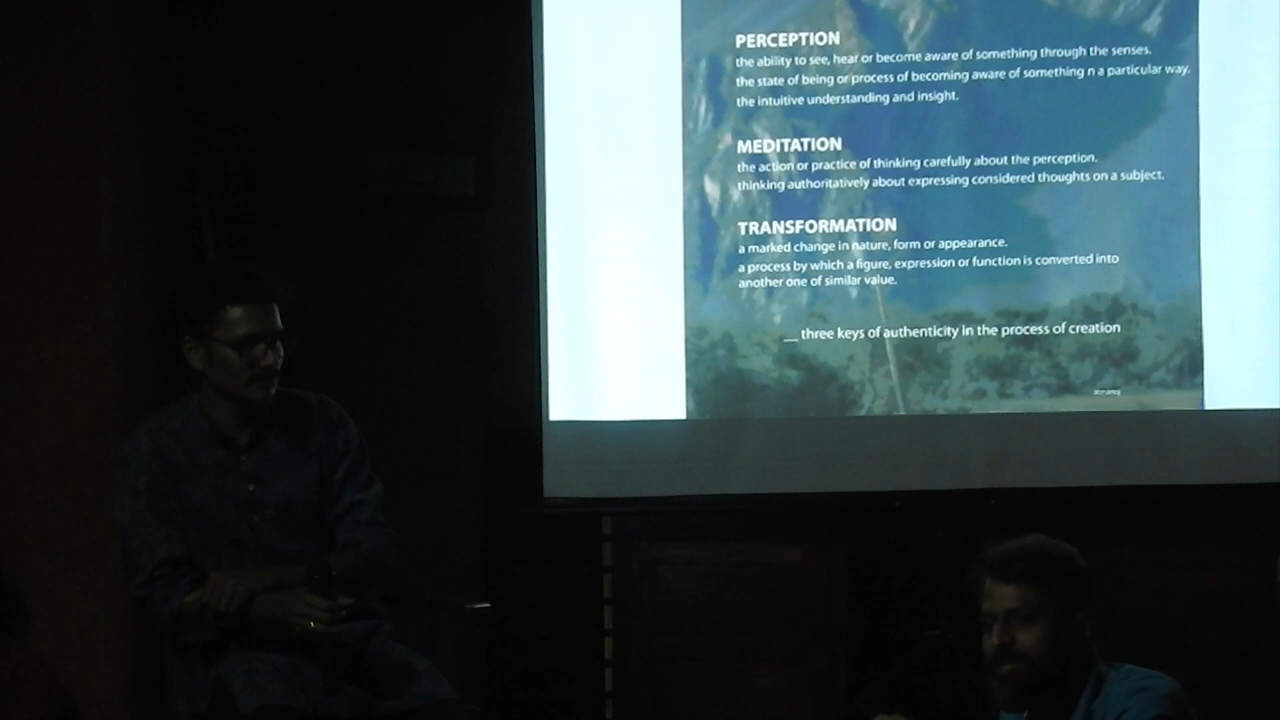 PERCEPTION
the ability to see, hear or become aware of something through the senses.
the state of being or process of becoming aware of something n a particular way.
the intuitive understanding and insight.
MEDITATION
the action or practice of thinking carefully about the perception.
thinking authoritatively about expressing considered thoughts on a subject.
TRANSFORMATION
a marked change in nature, form or appearance.
a process by which a figure, expression or function is converted into
another one of similar value.
__ three keys of authenticity in the process of creation